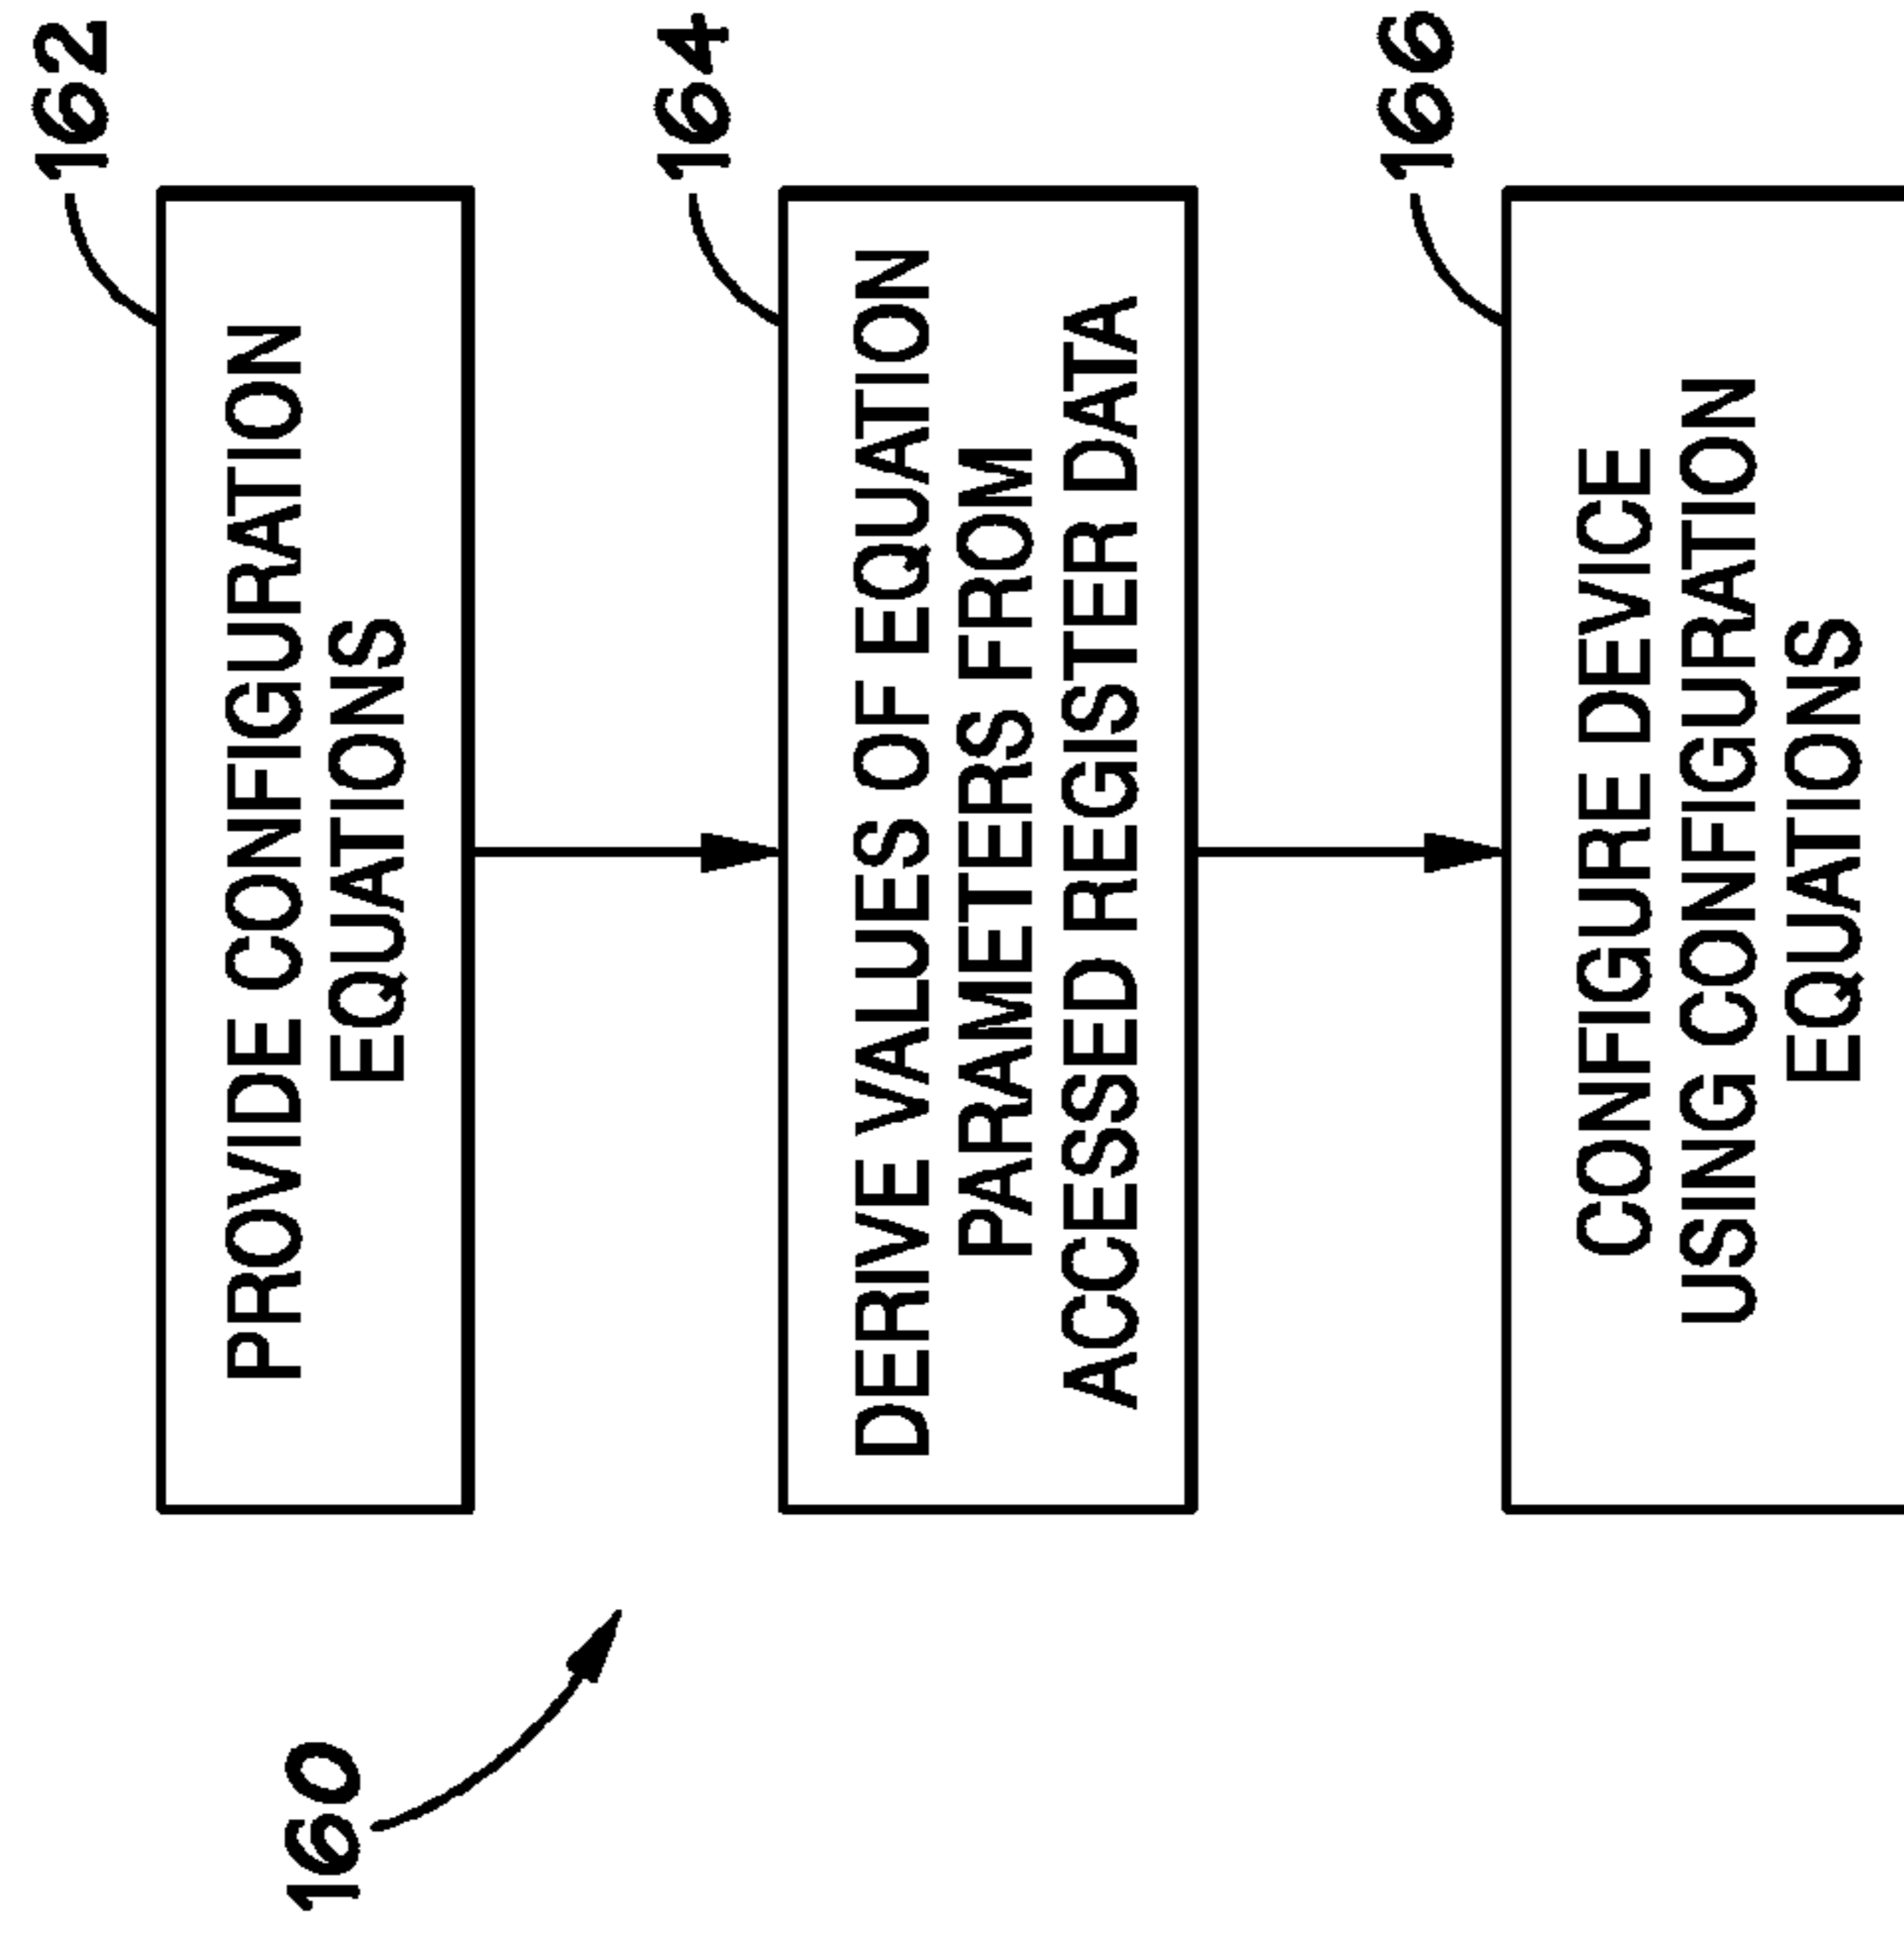 160
162
PROVIDE CONFIGURATION
EQUATIONS
164
DERIVE VALUES OF EQUATION
PARAMETERS FROM
ACCESSED REGISTER DATA
166
CONFIGURE DEVICE
USING CONFIGURATION
EQUATIONS